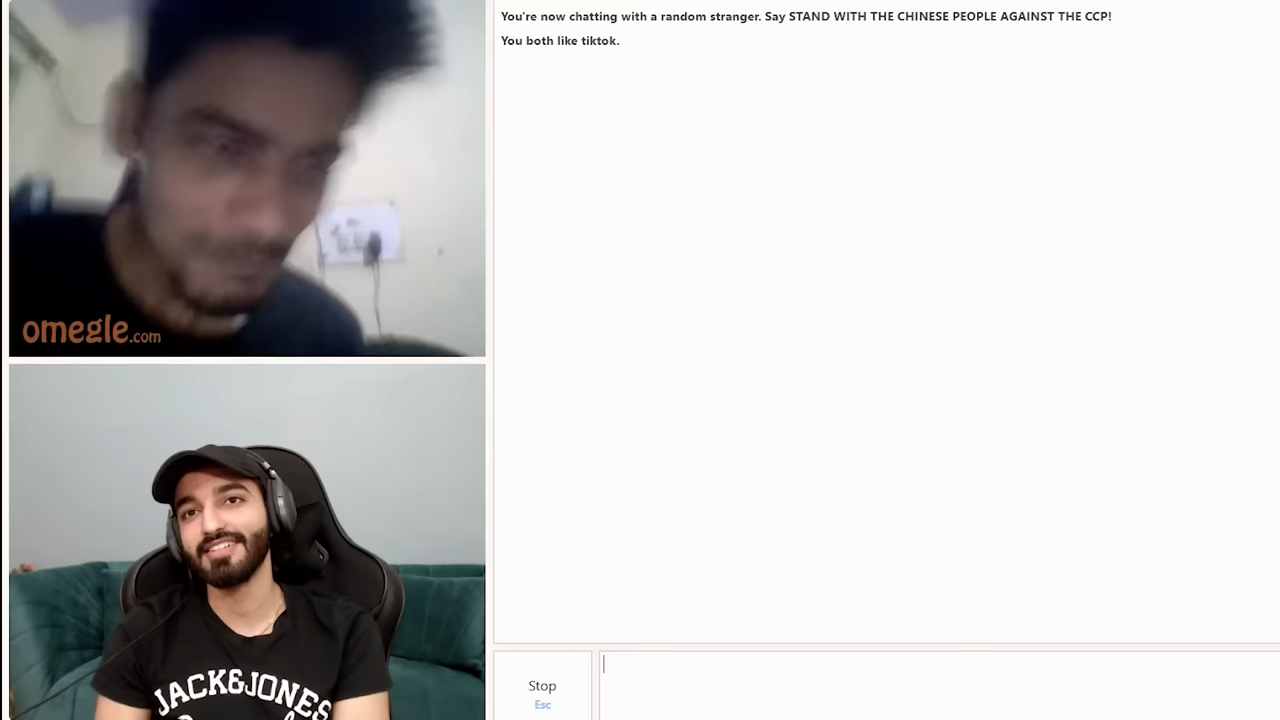 You're now chatting with a random stranger. Say STAND WITH THE CHINESE PEOPLE AGAINST THE CCP!
You both like tiktok.
omegle.com
JACK&JONES
Stop
Esc